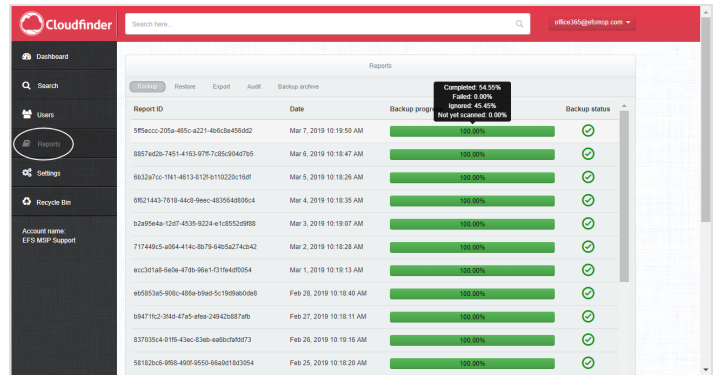 Cloudfinder
Search here...
office365@efsmsp.com
Dashboard
Search
Users
Reports
Settings
Recycle Bin
Account name:
EFS MSP Support
Reports
Backup Restore Export Audit Backup archive
Completed: 54.55%
Failed: 0.00%
Ignored: 45.45%
Not yet scanned: 0.00%
Report ID Date Backup progress Backup status
5ff5eccc-205a-465c-a221-4b6c8a456dd2 Mar 7, 2019 10:19:50 AM 100.00%
8857ed2b-7451-4163-97ff-7c85c904d7b5 Mar 6, 2019 10:18:47 AM 100.00%
6b32a7cc-1f41-4613-812f-b110220c16df Mar 5, 2019 10:18:26 AM 100.00%
6f621443-7618-44c8-9eec-483564d806c4 Mar 4, 2019 10:18:35 AM 100.00%
b2a95e4a-12d7-4535-9224-e1c8552d9f88 Mar 3, 2019 10:19:07 AM 100.00%
717449c5-a064-414c-8b79-64b5a274cb42 Mar 2, 2019 10:18:28 AM 100.00%
ecc3d1a8-6e0e-47db-96e1-f31fe4df0054 Mar 1, 2019 10:19:13 AM 100.00%
eb5853a5-908c-486a-b9ad-5c19d9ab0de8 Feb 28, 2019 10:18:40 AM 100.00%
b9471fc2-3f4d-47a5-afea-24942b887afb Feb 27, 2019 10:18:11 AM 100.00%
837035c4-01f6-43ec-83eb-ea6bcfafdd73 Feb 26, 2019 10:19:16 AM 100.00%
58182bc6-9f68-490f-9550-66a9d18d3054 Feb 25, 2019 10:18:20 AM 100.00%